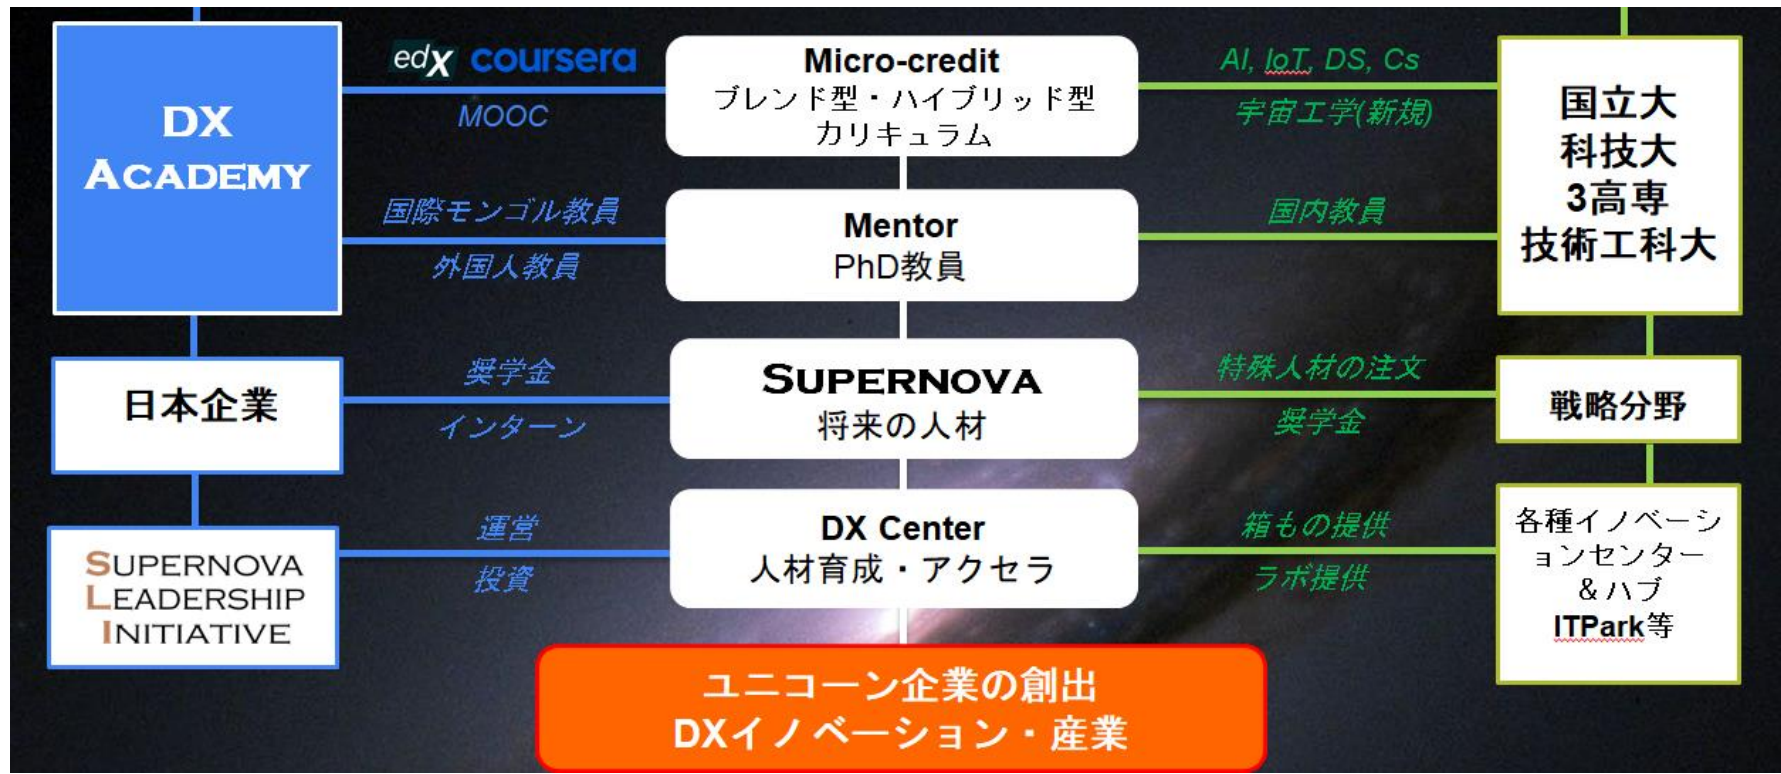 DX
ACADEMY
edX coursera
MOOC
Micro-credit
ブレンド型・ハイブリッド型
カリキュラム
AI, IoT, DS, Cs
宇宙工学(新規)
国立大
科技大
3高専
技術工科大
国際モンゴル教員
外国人教員
Mentor
PhD教員
国内教員
日本企業
奨学金
インターン
SUPERNOVA
将来の人材
特殊人材の注文
奨学金
戦略分野
SUPERNOVA
LEADERSHIP
INITIATIVE
運営
投資
DX Center
人材育成・アクセラ
箱もの提供
ラボ提供
各種イノベーシ
ョンセンター
＆ハブ
ITPark等
ユニコーン企業の創出
DXイノベーション・産業